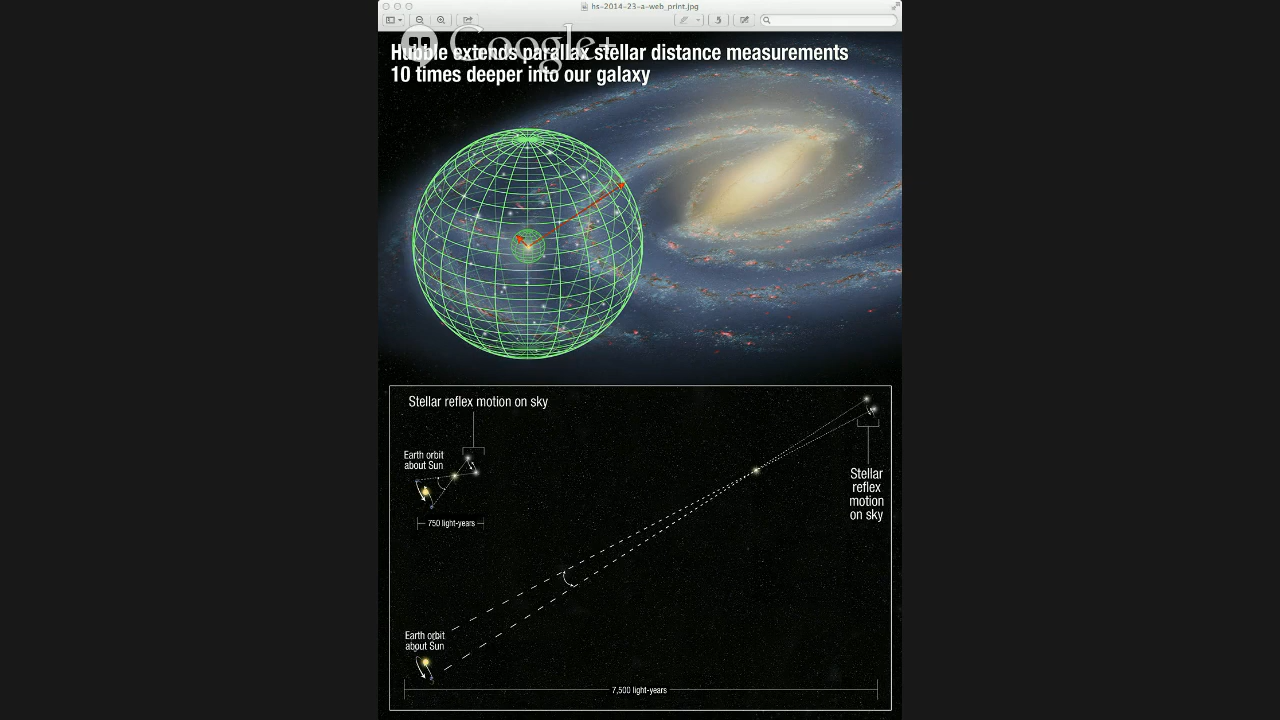 hs-2014-23-a-web_print.jpg
Google+
Hubble extends parallax stellar distance measurements
10 times deeper into our galaxy
Stellar reflex motion on sky
Earth orbit
about Sun
750 light-years
Stellar
reflex
motion
on sky
Earth orbit
about Sun
7,500 light-years